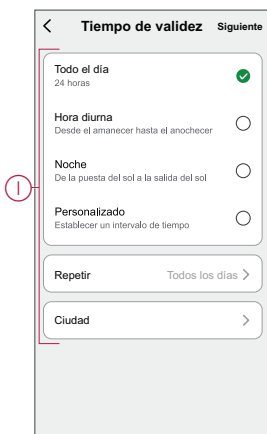 Tiempo de validez Siguiente
Todo el día
24 horas
Hora diurna
Desde el amanecer hasta el anochecer
Noche
De la puesta del sol a la salida del sol
Personalizado
Establecer un intervalo de tiempo
Repetir Todos los días
Ciudad
I